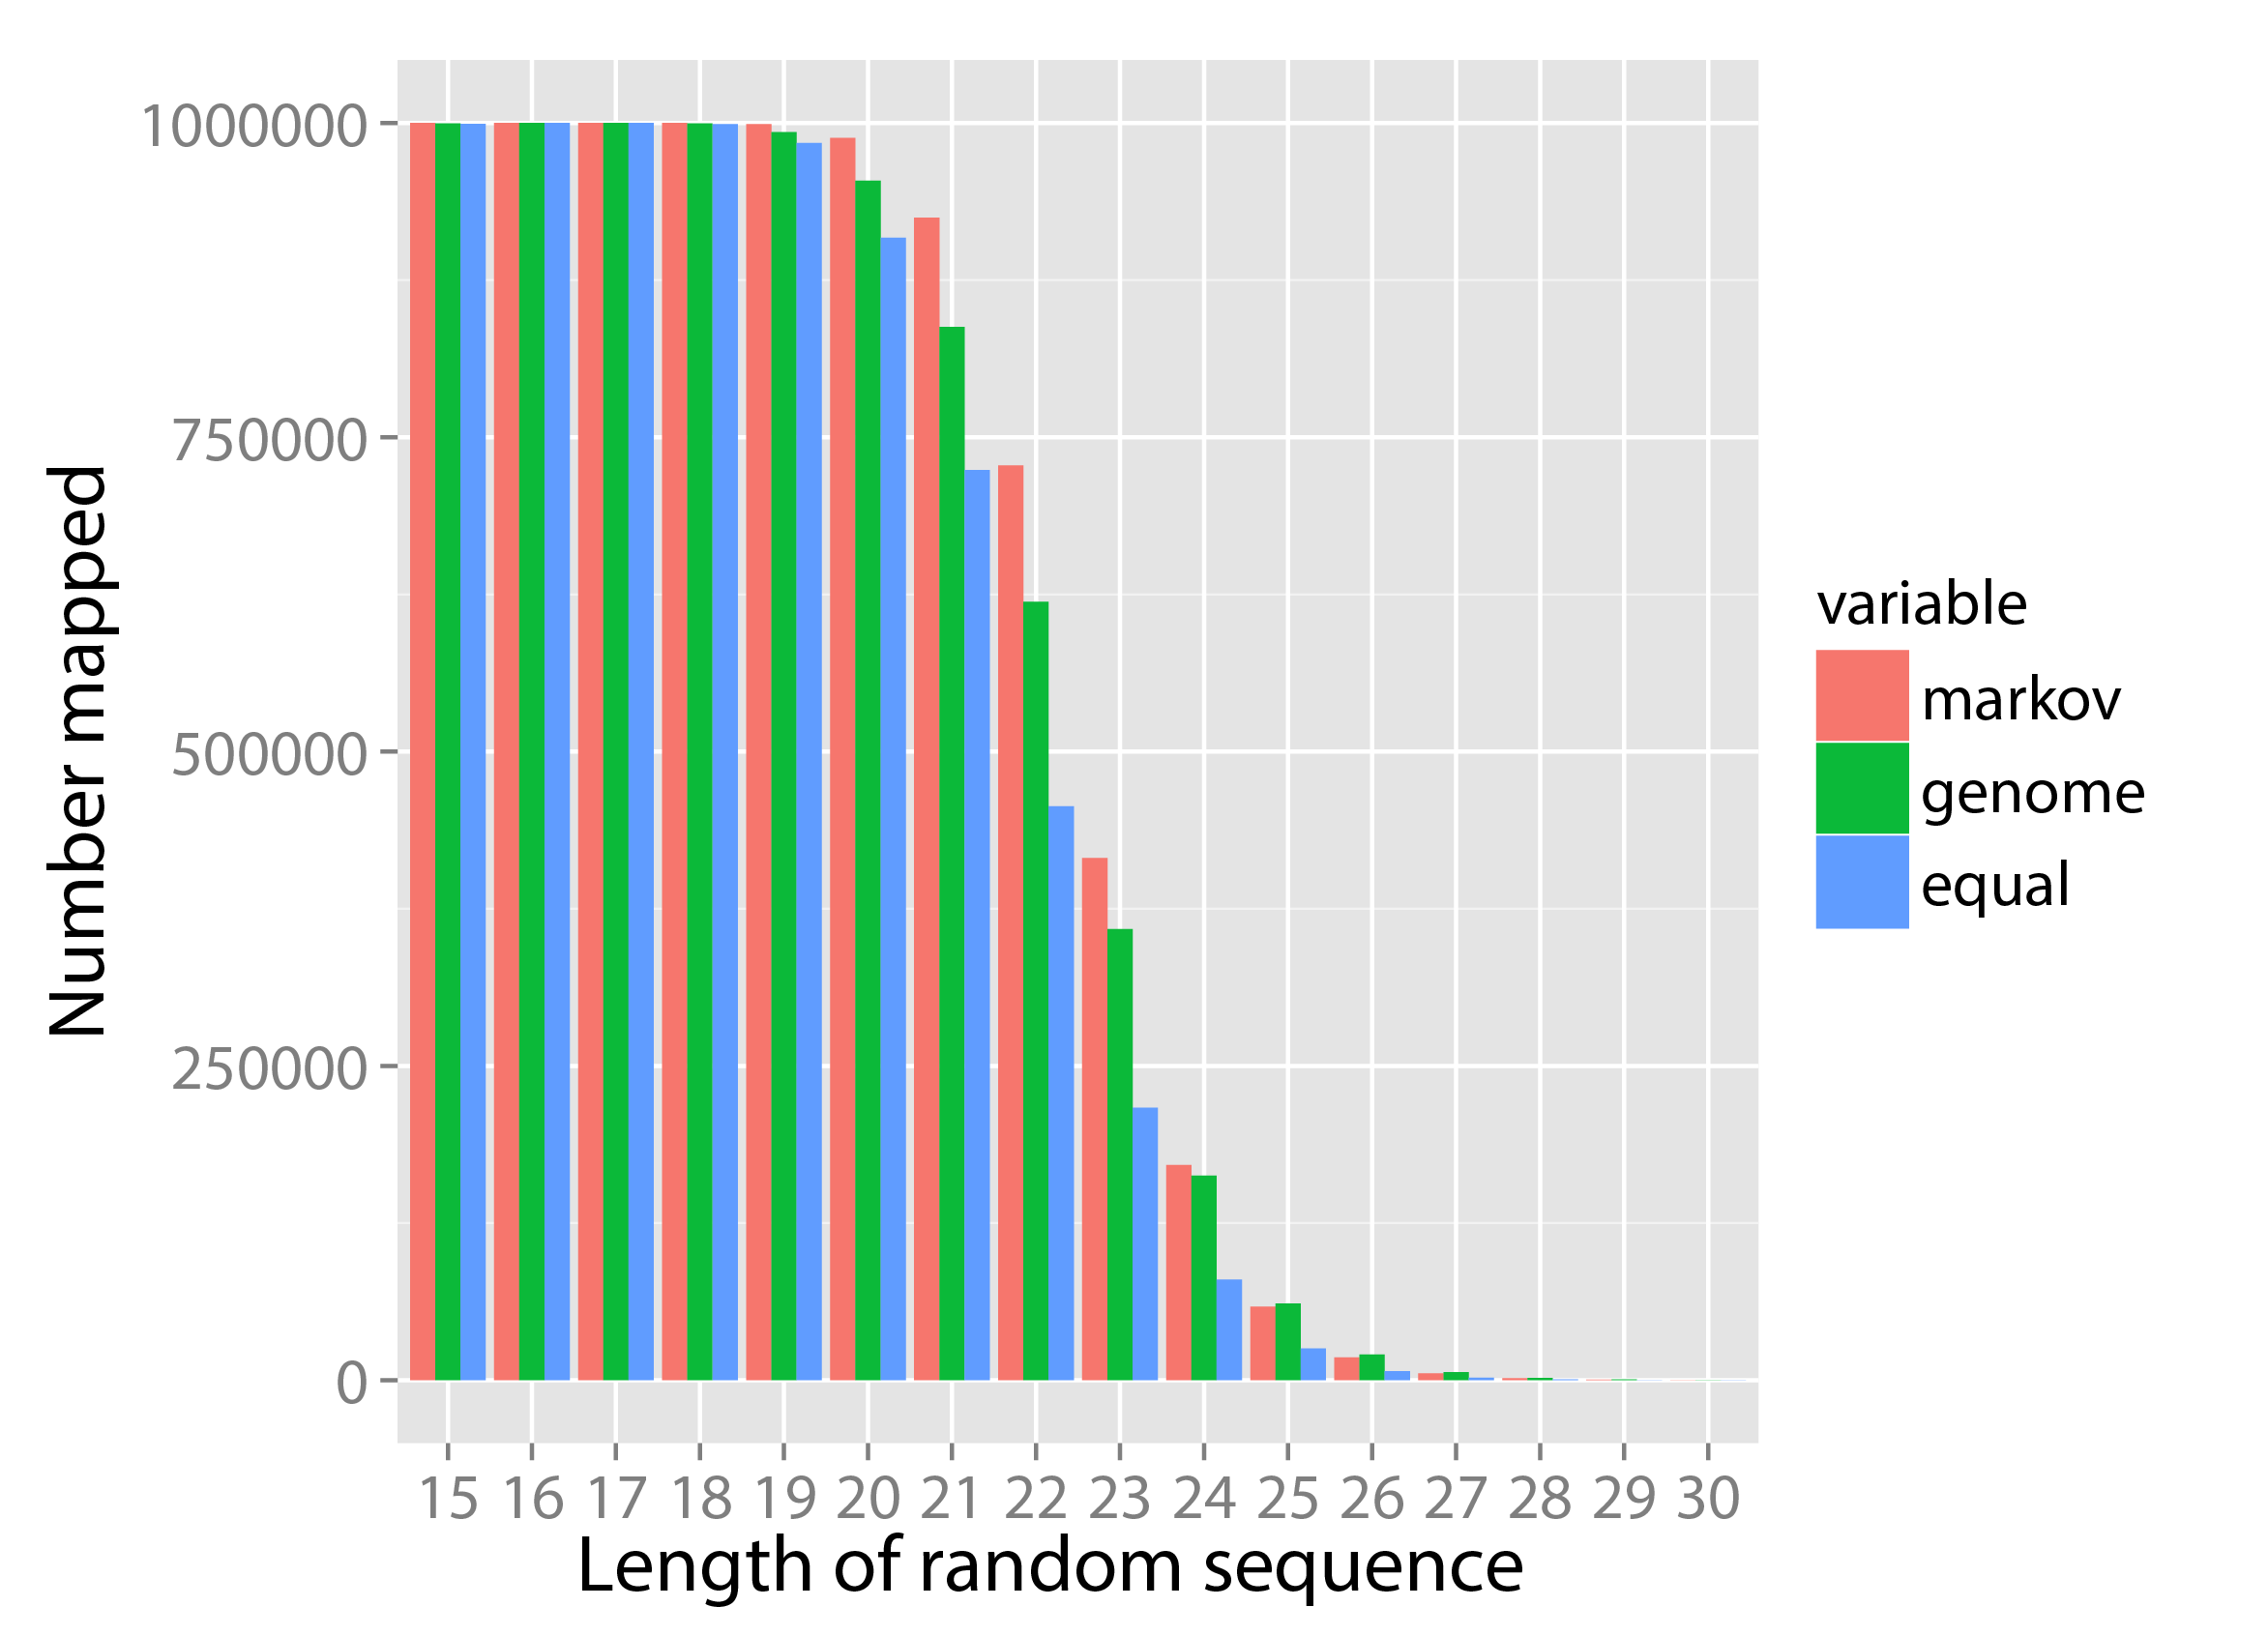 1000000
750000
500000
250000
0
Number mapped
15 16 17 18 19 20 21 22 23 24 25 26 27 28 29 30
Length of random sequence
variable
markov
genome
equal